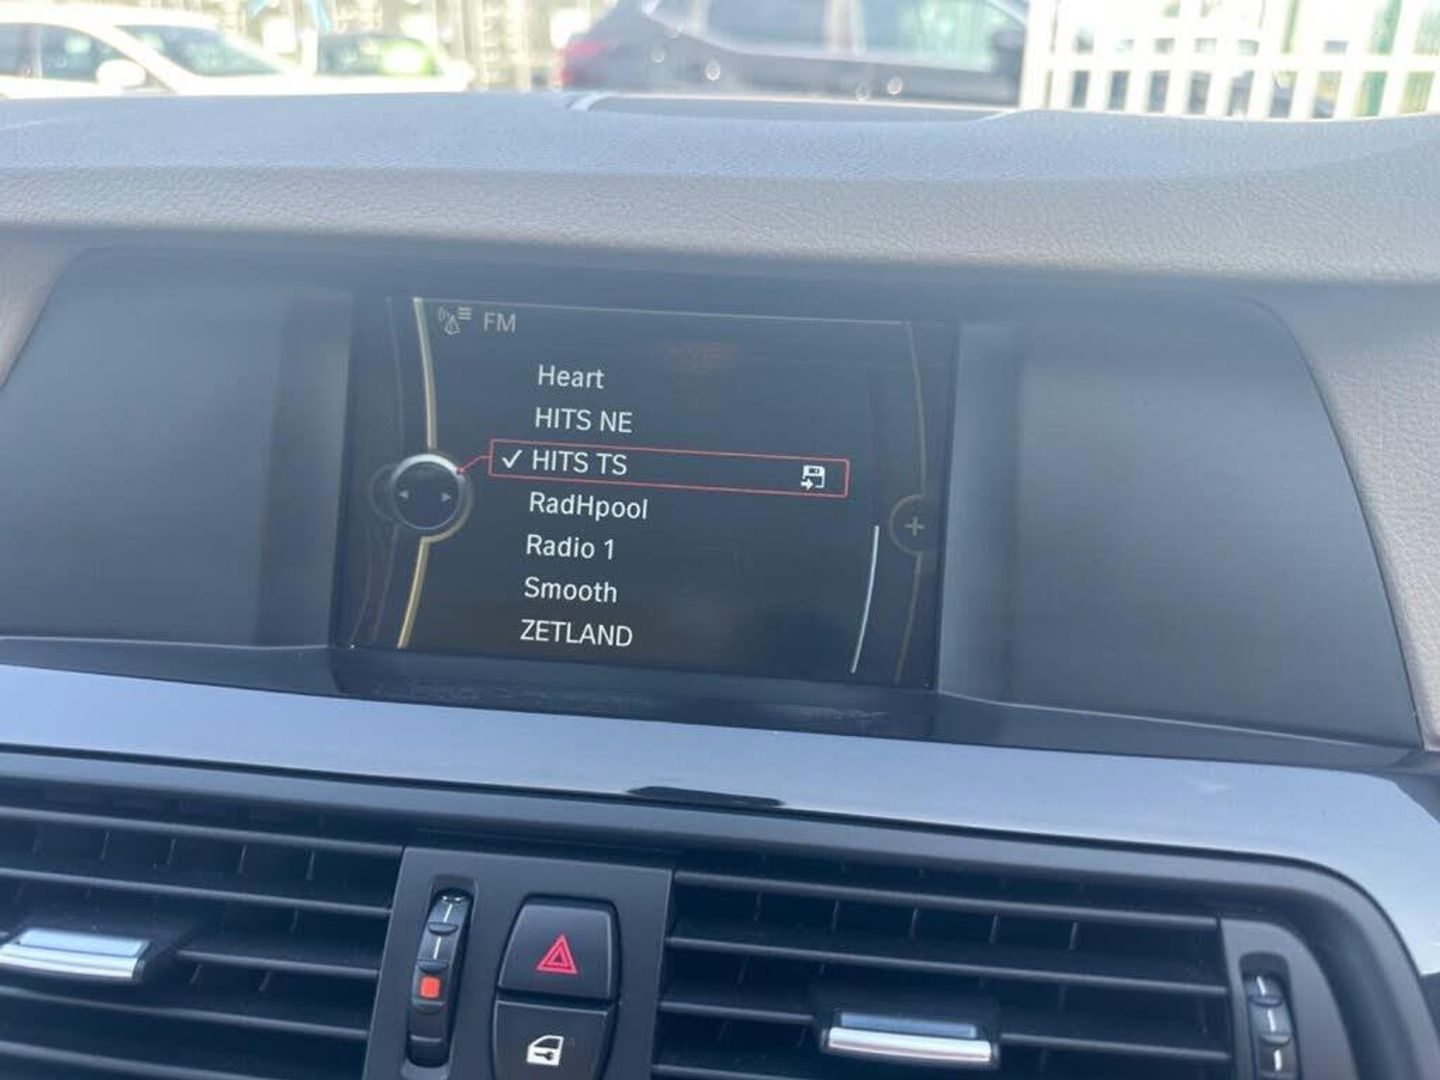 FM
Heart
HITS NE
✓ HITS TS
RadHpool
Radio 1
Smooth
ZETLAND